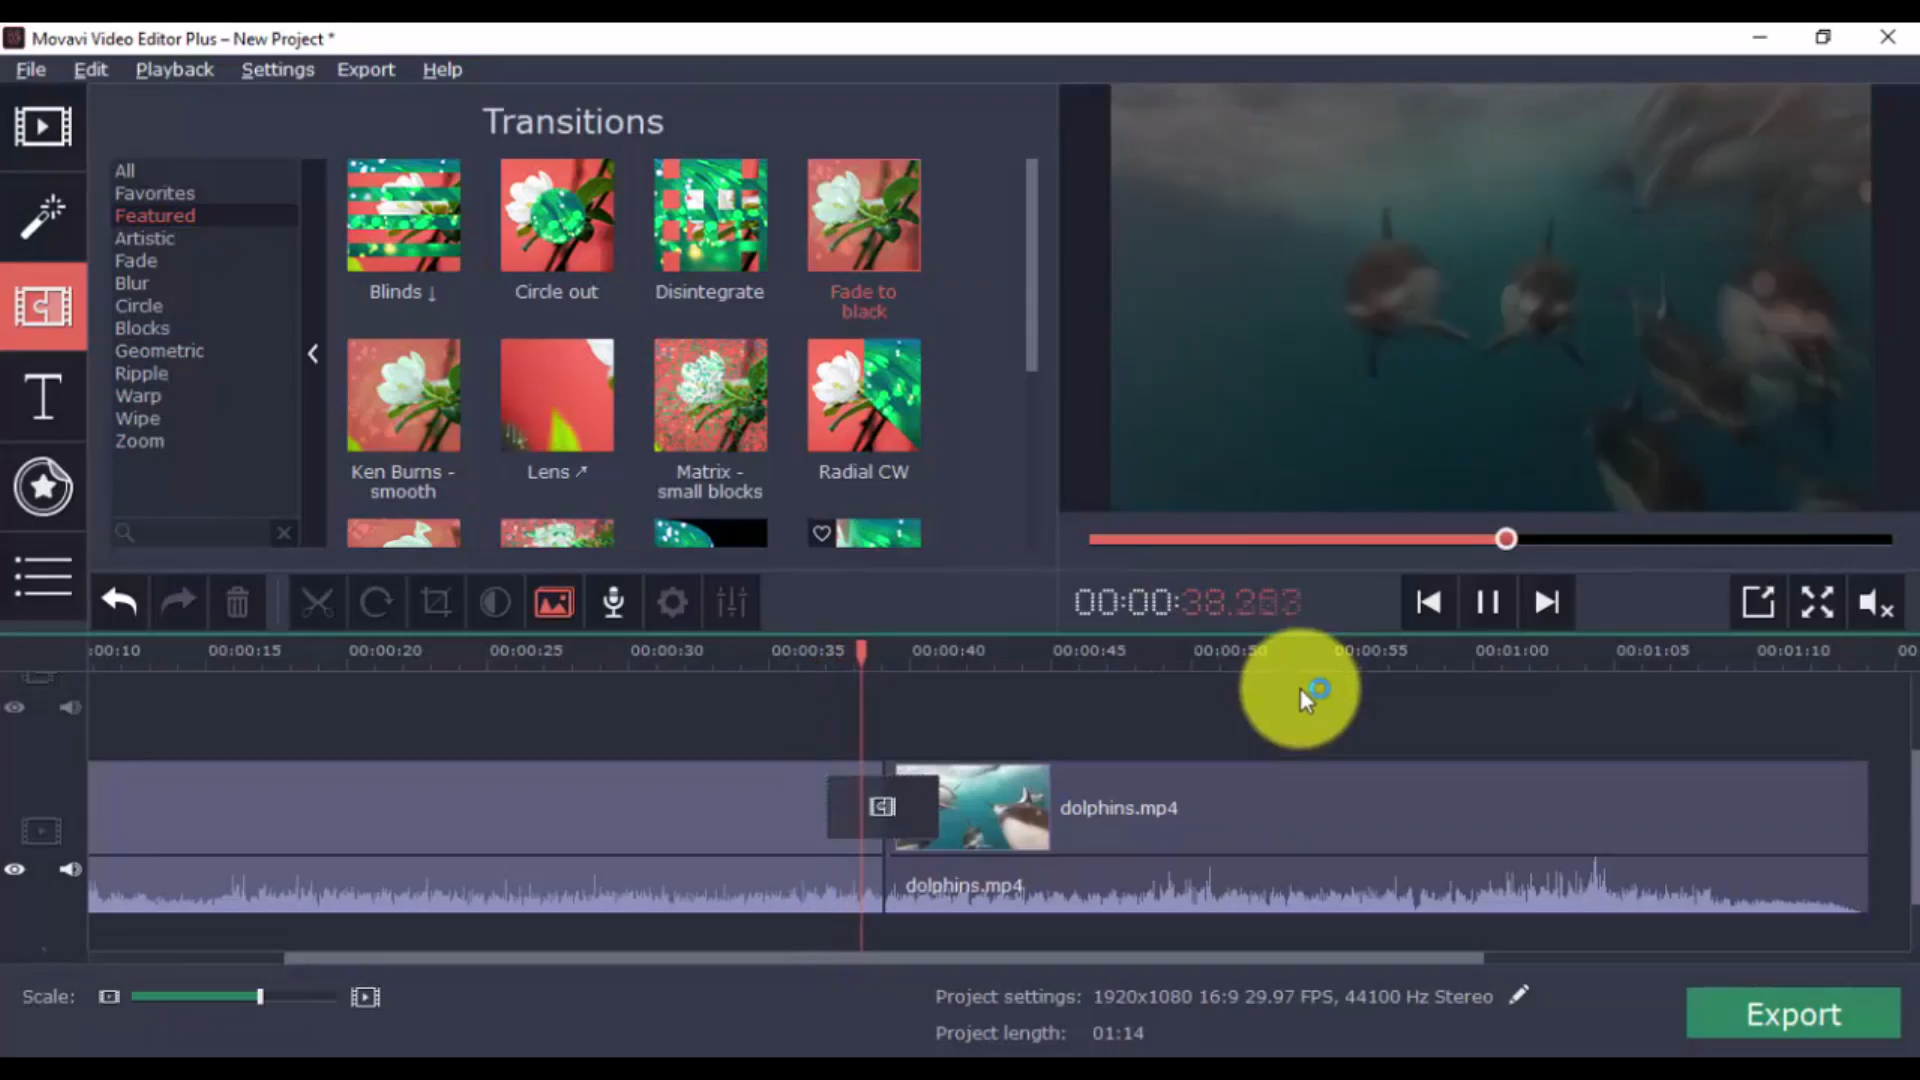 Movavi Video Editor Plus – New Project *
File Edit Playback Settings Export Help
Transitions
All
Favorites
Featured
Artistic
Fade
Blur
Circle
Blocks
Geometric
Ripple
Warp
Wipe
Zoom
Blinds ↓
Circle out
Disintegrate
Fade to
black
Ken Burns -
smooth
Lens ↗
Matrix -
small blocks
Radial CW
00:00:38.263
:00:10 00:00:15 00:00:20 00:00:25 00:00:30 00:00:35 00:00:40 00:00:45 00:00:50 00:00:55 00:01:00 00:01:05 00:01:10 00
dolphins.mp4
dolphins.mp4
Scale:
Project settings: 1920x1080 16:9 29.97 FPS, 44100 Hz Stereo
Project length: 01:14
Export